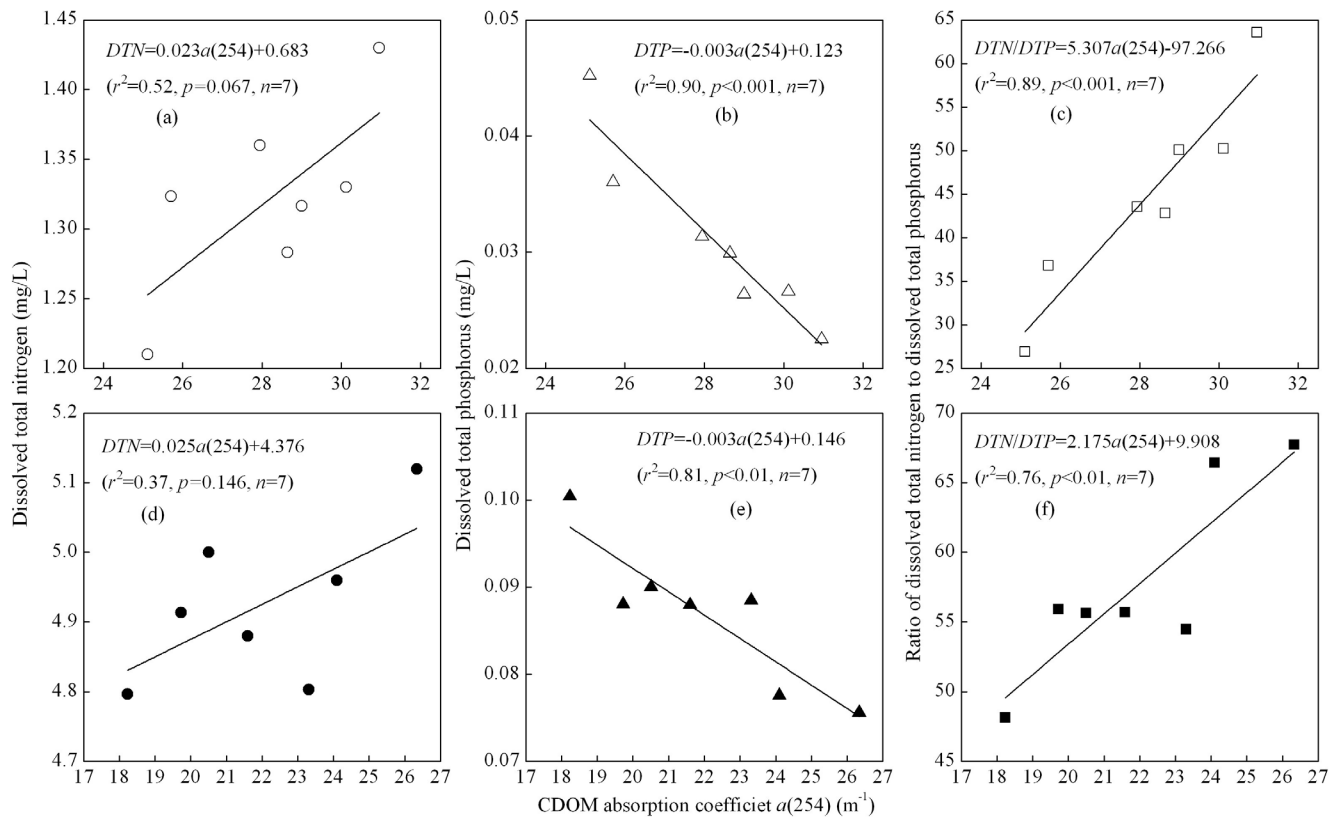 Dissolved total nitrogen (mg/L)
1.45
1.40
1.35
1.30
1.25
1.20
DTN=0.023a(254)+0.683
(r²=0.52, p=0.067, n=7)
(a)
24 26 28 30 32
Dissolved total phosphorus (mg/L)
0.05
0.04
0.03
0.02
DTP=-0.003a(254)+0.123
(r²=0.90, p<0.001, n=7)
(b)
24 26 28 30 32
Ratio of dissolved total nitrogen to dissolved total phosphorus
65
60
55
50
45
40
35
30
25
DTN/DTP=5.307a(254)-97.266
(r²=0.89, p<0.001, n=7)
(c)
24 26 28 30 32
5.2
5.1
5.0
4.9
4.8
4.7
DTN=0.025a(254)+4.376
(r²=0.37, p=0.146, n=7)
(d)
17 18 19 20 21 22 23 24 25 26 27
0.11
0.10
0.09
0.08
0.07
DTP=-0.003a(254)+0.146
(r²=0.81, p<0.01, n=7)
(e)
17 18 19 20 21 22 23 24 25 26 27
70
65
60
55
50
45
DTN/DTP=2.175a(254)+9.908
(r²=0.76, p<0.01, n=7)
(f)
17 18 19 20 21 22 23 24 25 26 27
CDOM absorption coefficiet a(254) (m⁻¹)